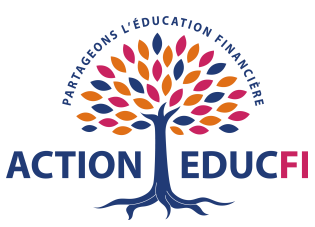 PARTAGEONS L'ÉDUCATION FINANCIÈRE
ACTION EDUCFI